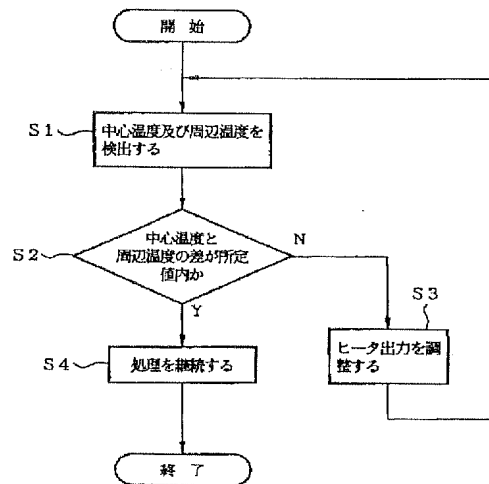 開 始
S1
中心温度及び周辺温度を
検出する
S2
中心温度と
周辺温度の差が所定
値内か
N
Y
S3
ヒータ出力を調
整する
S4
処理を継続する
終 了